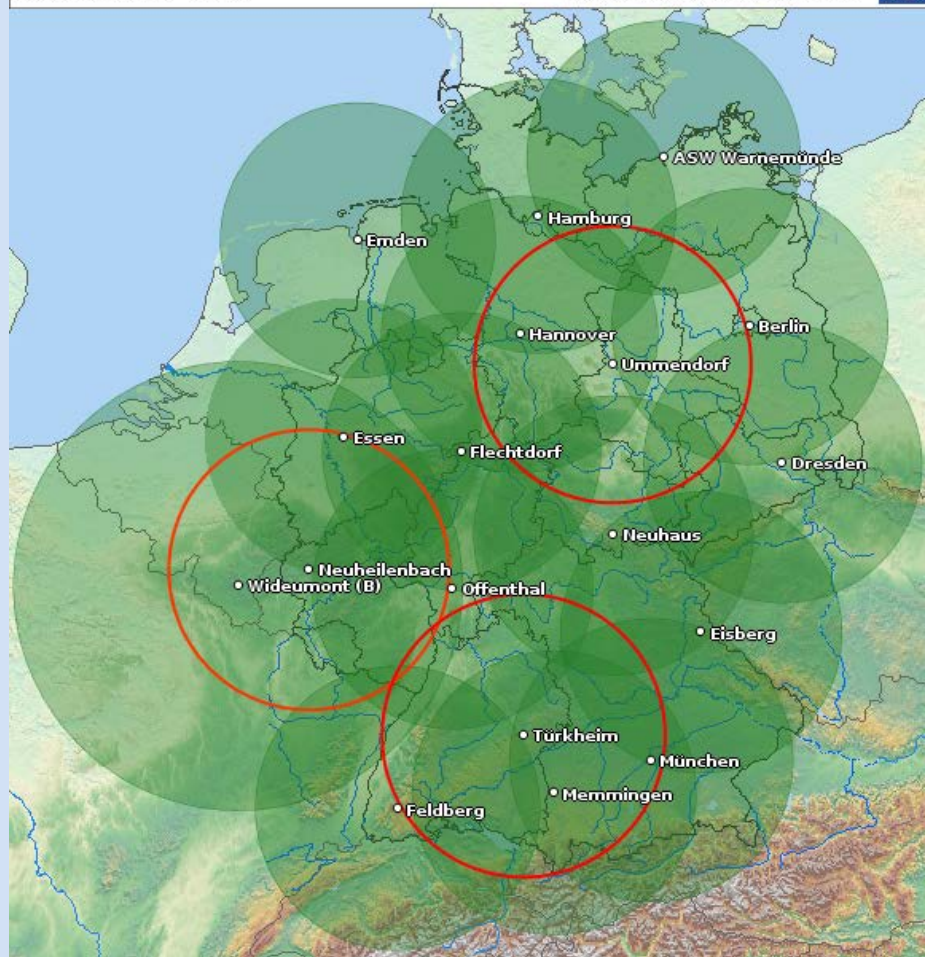 ASW Warnemünde
Hamburg
Emden
Berlin
Hannover
Ummendorf
Essen
Flechtdorf
Dresden
Neuhaus
Neuheilenbach
Wideumont (B)
Offenthal
Eisberg
Türkheim
München
Memmingen
Feldberg